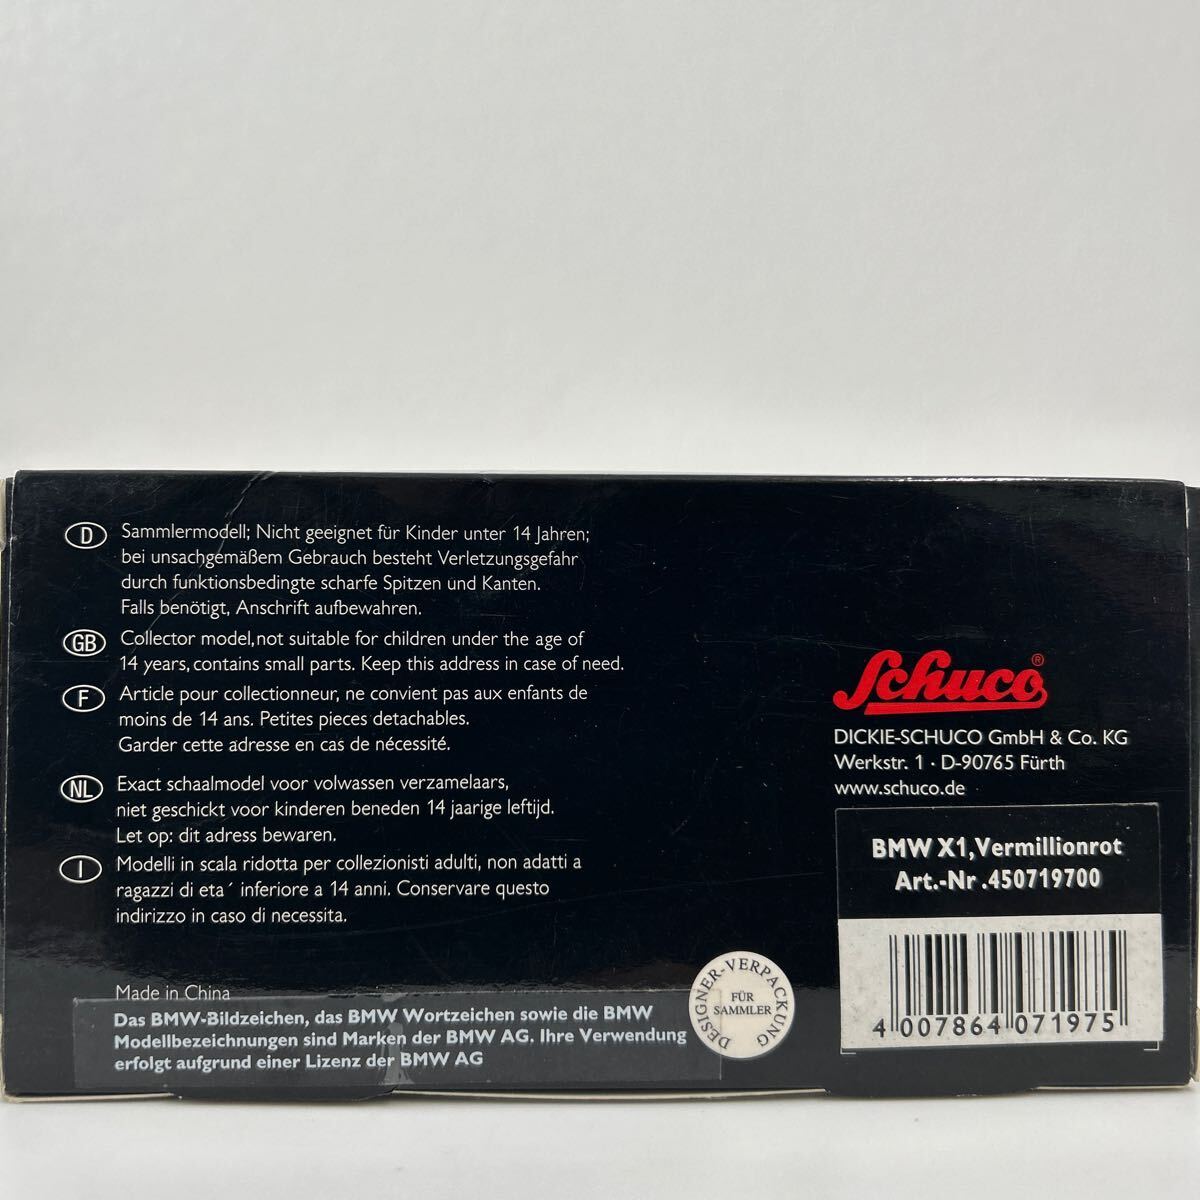 D Sammlermodell; Nicht geeignet für Kinder unter 14 Jahren;
bei unsachgemäßem Gebrauch besteht Verletzungsgefahr
durch funktionsbedingte scharfe Spitzen und Kanten.
Falls benötigt, Anschrift aufbewahren.
GB Collector model,not suitable for children under the age of
14 years, contains small parts. Keep this address in case of need.
F Article pour collectionneur, ne convient pas aux enfants de
moins de 14 ans. Petites pieces detachables.
Garder cette adresse en cas de nécessité.
NL Exact schaalmodel voor volwassen verzamelaars,
niet geschickt voor kinderen beneden 14 jaarige leftijd.
Let op: dit adress bewaren.
I Modelli in scala ridotta per collezionisti adulti, non adatti a
ragazzi di eta´ inferiore a 14 anni. Conservare questo
indirizzo in caso di necessita.
Made in China
Das BMW-Bildzeichen, das BMW Wortzeichen sowie die BMW
Modellbezeichnungen sind Marken der BMW AG. Ihre Verwendung
erfolgt aufgrund einer Lizenz der BMW AG
DESIGNER-VERPACKUNG
FÜR
SAMMLER
Schuco®
DICKIE-SCHUCO GmbH & Co. KG
Werkstr. 1 · D-90765 Fürth
www.schuco.de
BMW X1,Vermillionrot
Art.-Nr .450719700
4 007864 071975